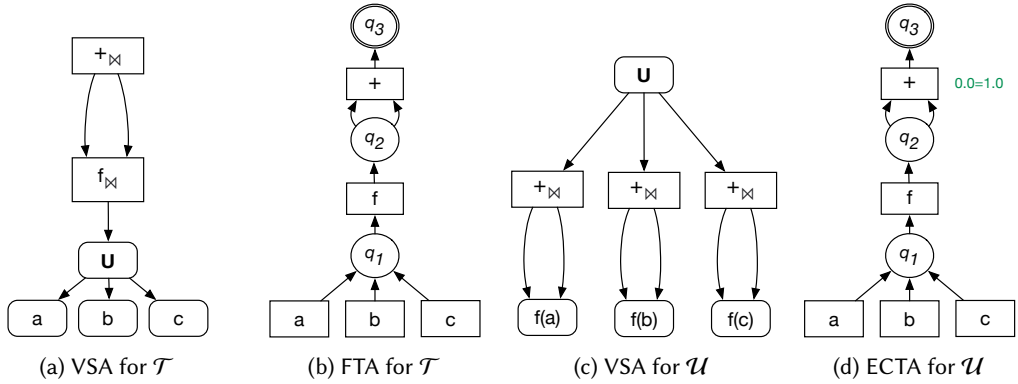 +⋈
f⋈
U
a b c
(a) VSA for 𝒯
q3
+
q2
f
q1
a b c
(b) FTA for 𝒯
U
+⋈ +⋈ +⋈
f(a) f(b) f(c)
(c) VSA for 𝒰
q3
+ 0.0=1.0
q2
f
q1
a b c
(d) ECTA for 𝒰